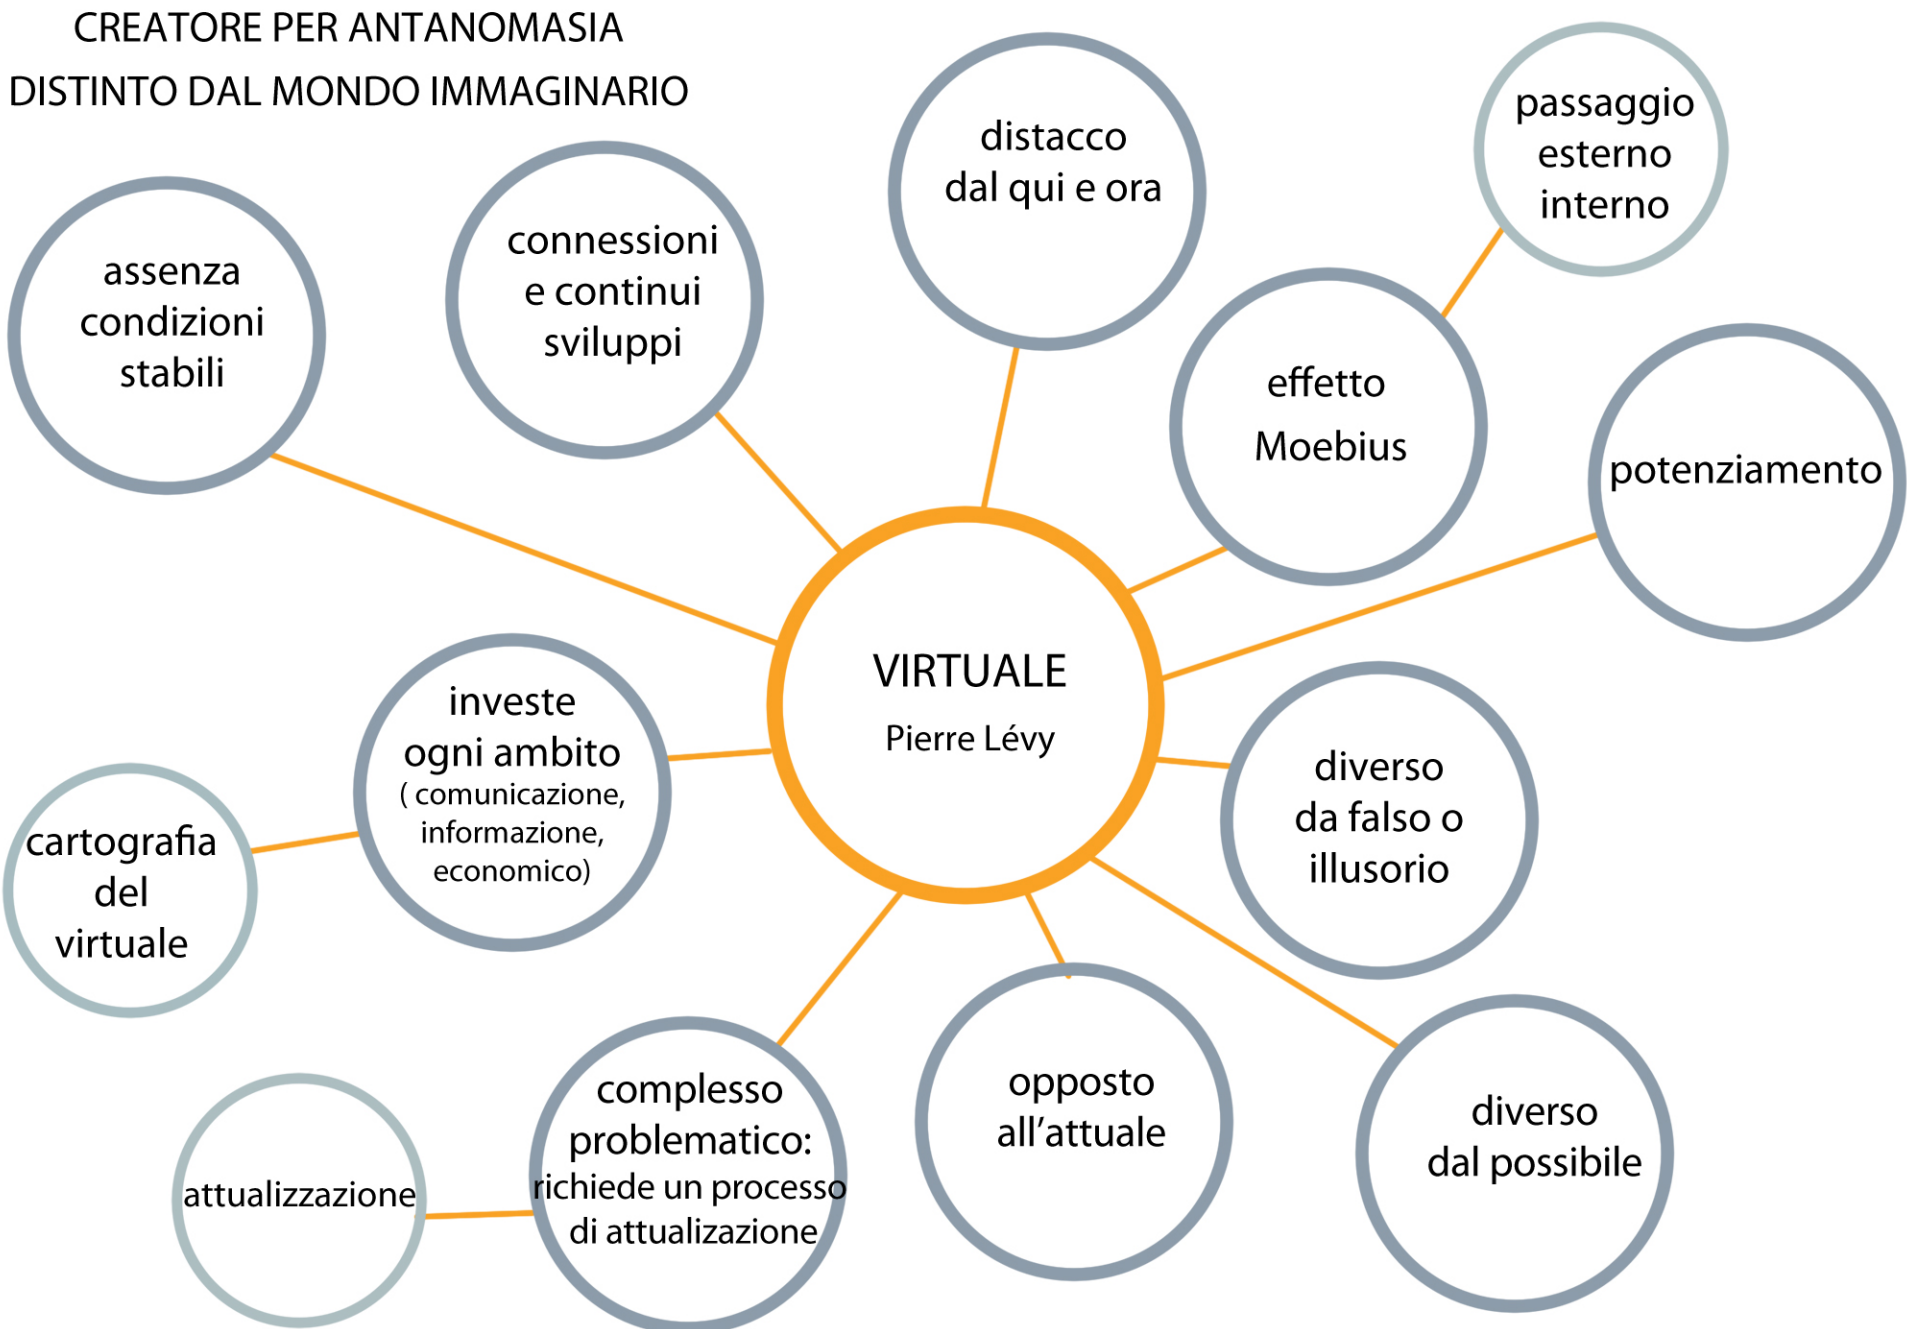 CREATORE PER ANTANOMASIA
DISTINTO DAL MONDO IMMAGINARIO
assenza
condizioni
stabili
connessioni
e continui
sviluppi
distacco
dal qui e ora
passaggio
esterno
interno
effetto
Moebius
potenziamento
VIRTUALE
Pierre Lévy
investe
ogni ambito
( comunicazione,
informazione,
economico)
cartografia
del
virtuale
diverso
da falso o
illusorio
attualizzazione
complesso
problematico:
richiede un processo
di attualizazione
opposto
all'attuale
diverso
dal possibile